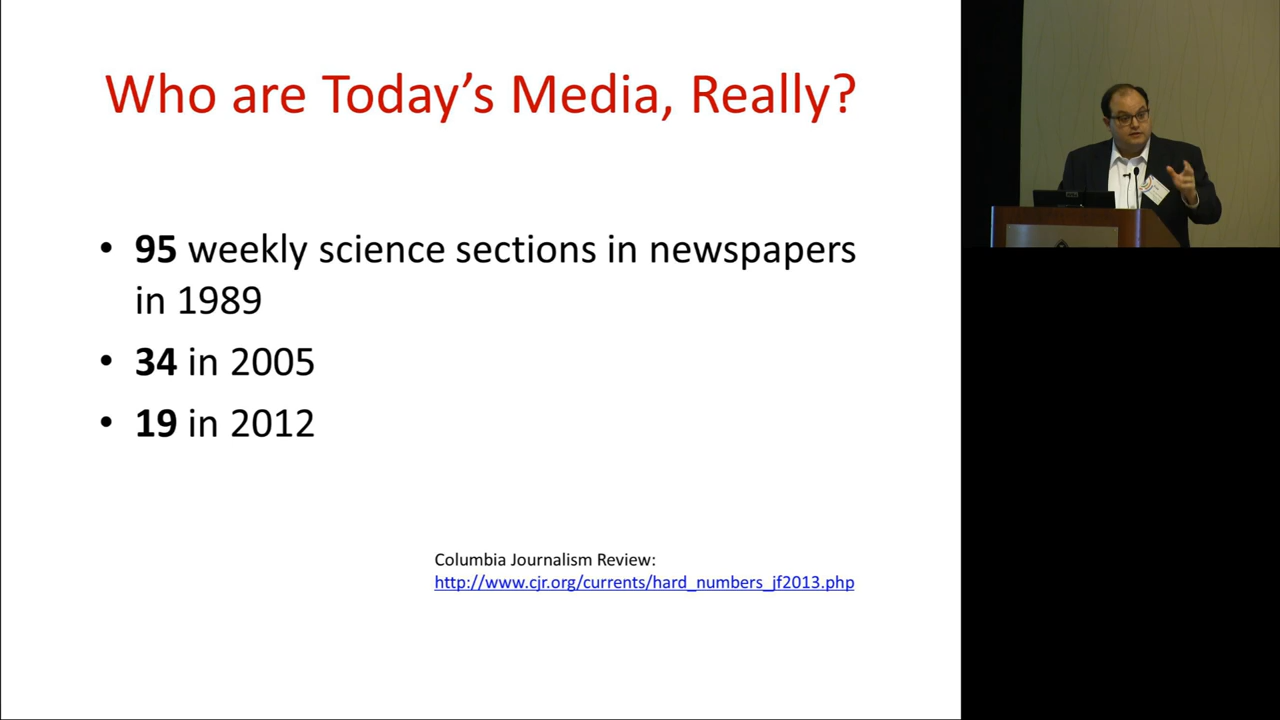 Who are Today's Media, Really?
• 95 weekly science sections in newspapers
in 1989
• 34 in 2005
• 19 in 2012
Columbia Journalism Review:
http://www.cjr.org/currents/hard_numbers_jf2013.php